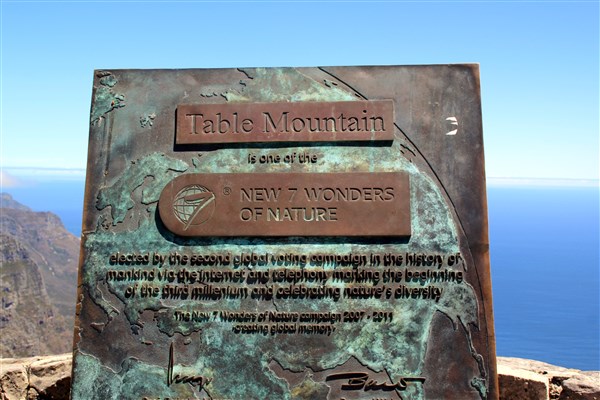 Table Mountain
is one of the
® NEW 7 WONDERS
OF NATURE
elected by the second global voting campaign in the history of
mankind via the internet and telephony marking the beginning
of the third millenium and celebrating nature's diversity
The New 7 Wonders of Nature campaign 2007 - 2011
-creating global memory-